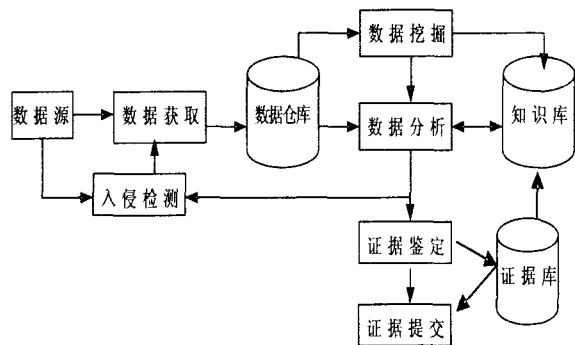 数据挖掘
数据源
数据获取
数据仓库
数据分析
知识库
入侵检测
证据鉴定
证据库
证据提交